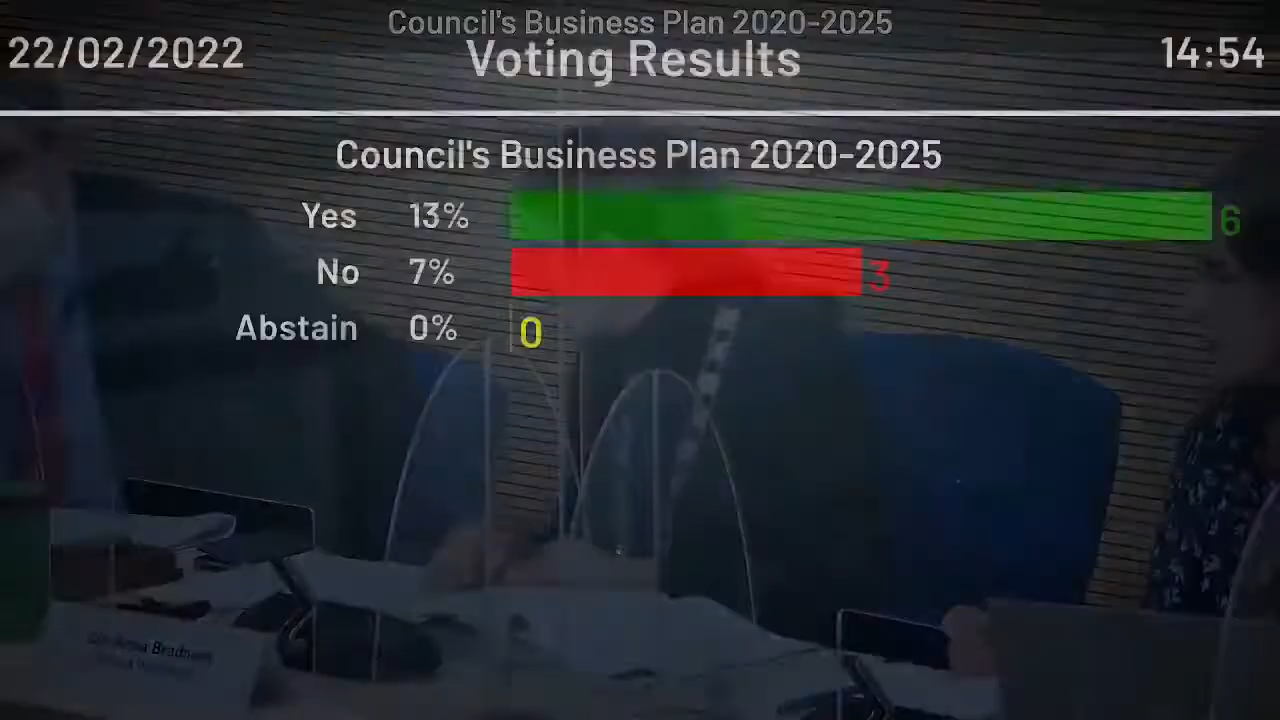 Council's Business Plan 2020-2025
22/02/2022
Voting Results
14:54
Council's Business Plan 2020-2025
Yes 13% 6
No 7% 3
Abstain 0% 0
Bradnam